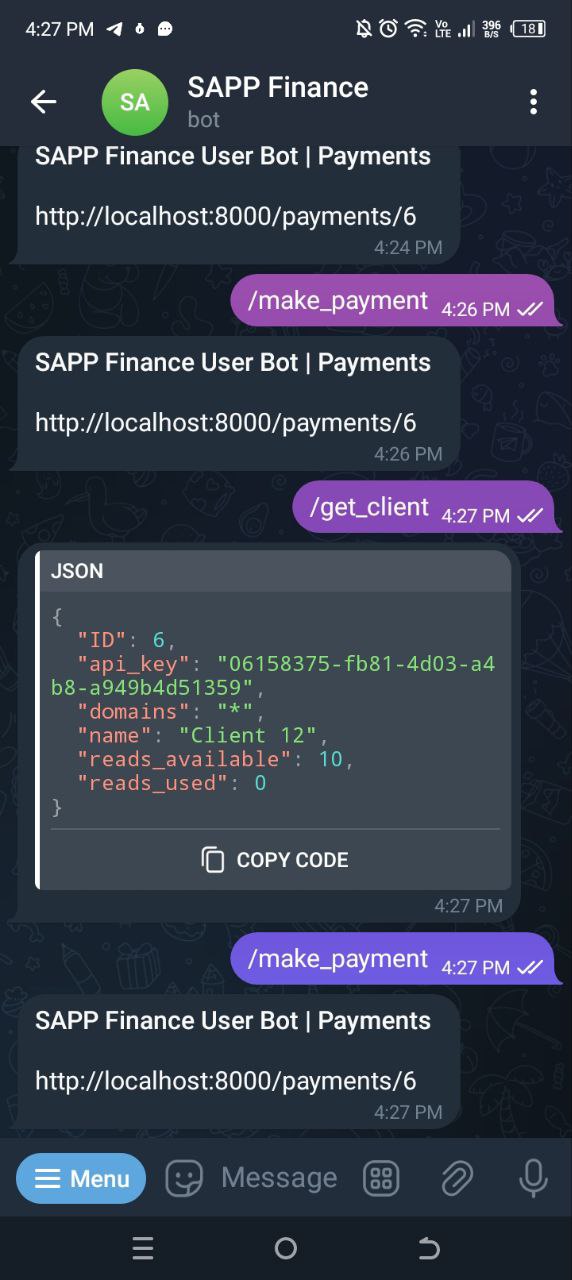 4:27 PM
Vo
LTE
396
B/S
18
SA
SAPP Finance
bot
SAPP Finance User Bot | Payments
http://localhost:8000/payments/6
4:24 PM
/make_payment 4:26 PM
SAPP Finance User Bot | Payments
http://localhost:8000/payments/6
4:26 PM
/get_client 4:27 PM
JSON
{
"ID": 6,
"api_key": "06158375-fb81-4d03-a4
b8-a949b4d51359",
"domains": "*",
"name": "Client 12",
"reads_available": 10,
"reads_used": 0
}
COPY CODE
4:27 PM
/make_payment 4:27 PM
SAPP Finance User Bot | Payments
http://localhost:8000/payments/6
4:27 PM
Menu
Message